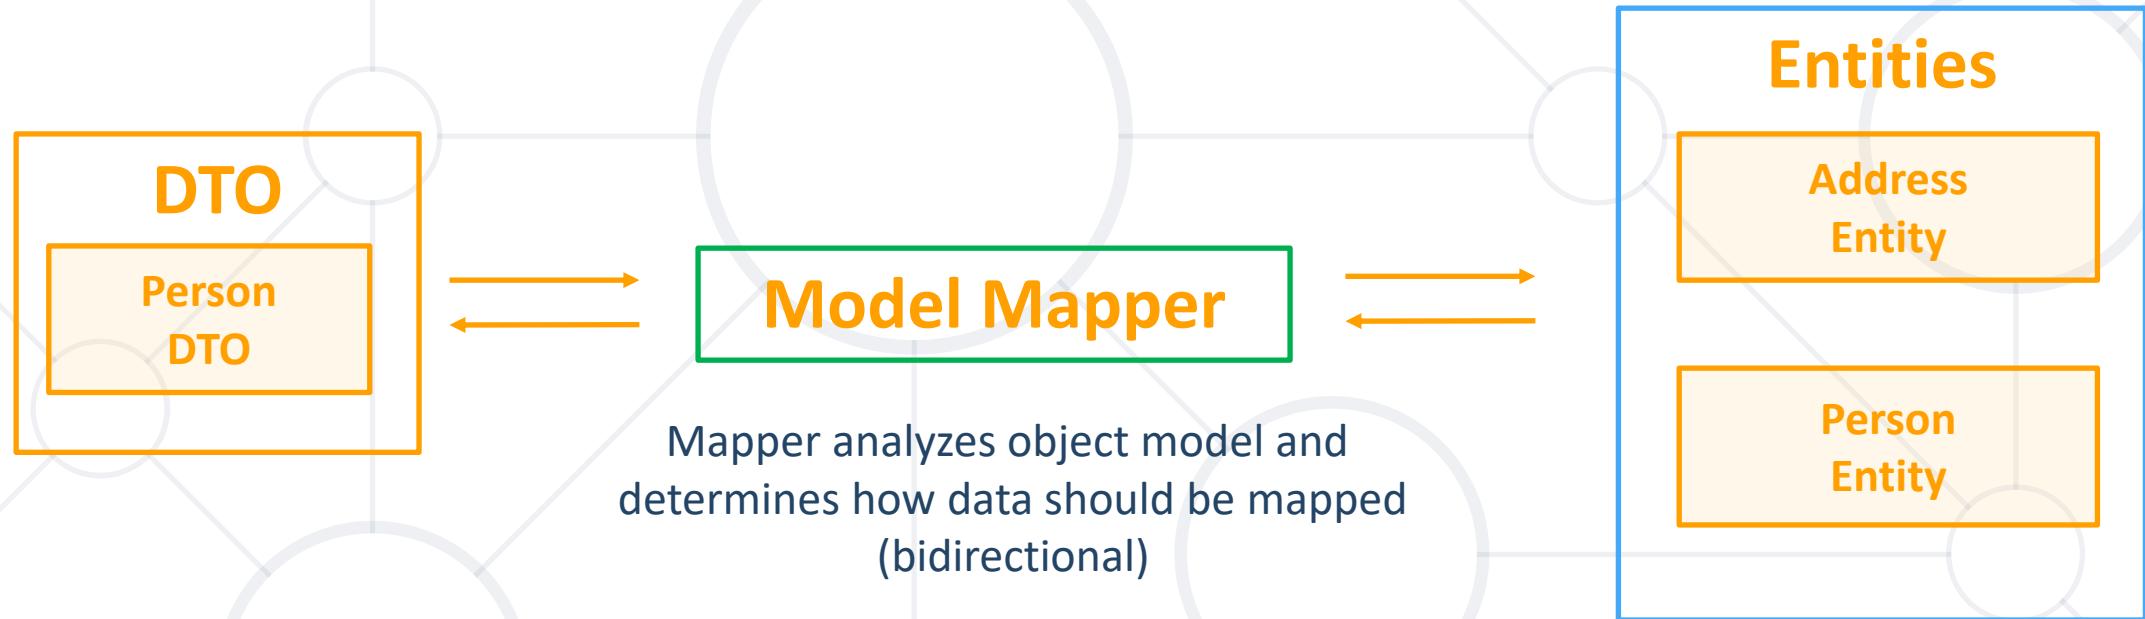 DTO
Person
DTO
Model Mapper
Mapper analyzes object model and
determines how data should be mapped
(bidirectional)
Entities
Address
Entity
Person
Entity